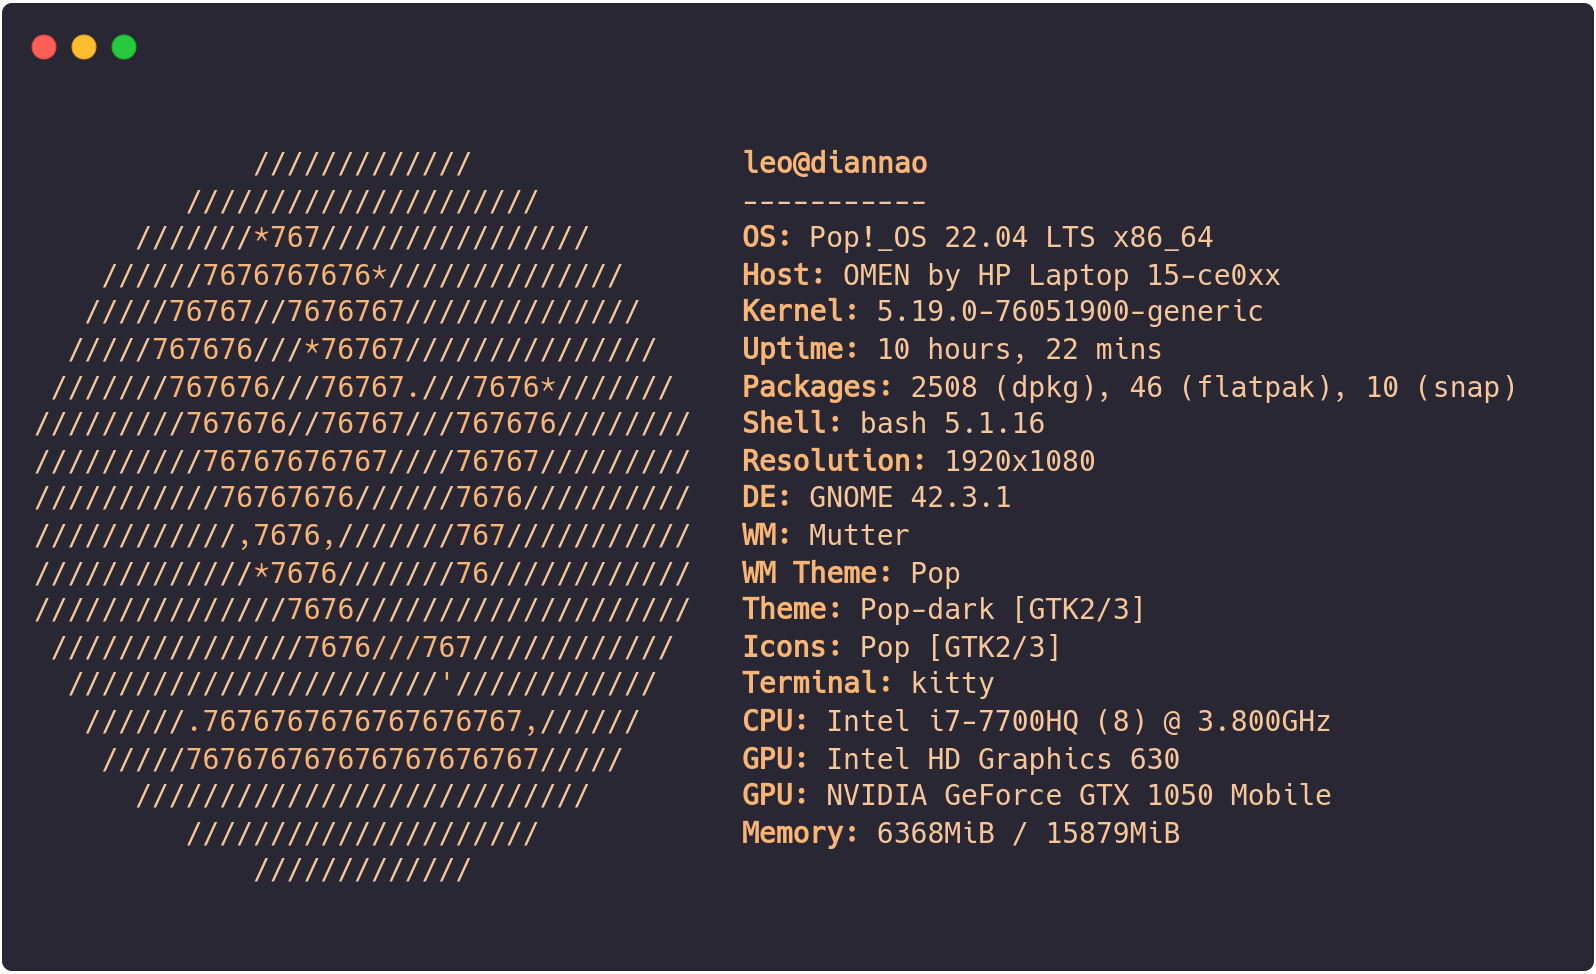 /////////////                leo@diannao
         /////////////////////            -----------
      ///////*767////////////////         OS: Pop!_OS 22.04 LTS x86_64
    //////7676767676*//////////////       Host: OMEN by HP Laptop 15-ce0xx
   /////76767//7676767//////////////      Kernel: 5.19.0-76051900-generic
  /////767676///*76767///////////////     Uptime: 10 hours, 22 mins
 ///////767676///76767.///7676*///////    Packages: 2508 (dpkg), 46 (flatpak), 10 (snap)
/////////767676//76767///767676////////   Shell: bash 5.1.16
//////////76767676767////76767/////////   Resolution: 1920x1080
///////////76767676//////7676//////////   DE: GNOME 42.3.1
////////////,7676,///////767///////////   WM: Mutter
/////////////*7676///////76////////////   WM Theme: Pop
///////////////7676////////////////////   Theme: Pop-dark [GTK2/3]
 ///////////////7676///767////////////    Icons: Pop [GTK2/3]
  //////////////////////'////////////     Terminal: kitty
   //////.7676767676767676767,//////      CPU: Intel i7-7700HQ (8) @ 3.800GHz
    /////767676767676767676767/////       GPU: Intel HD Graphics 630
      ///////////////////////////         GPU: NVIDIA GeForce GTX 1050 Mobile
         /////////////////////            Memory: 6368MiB / 15879MiB
             /////////////